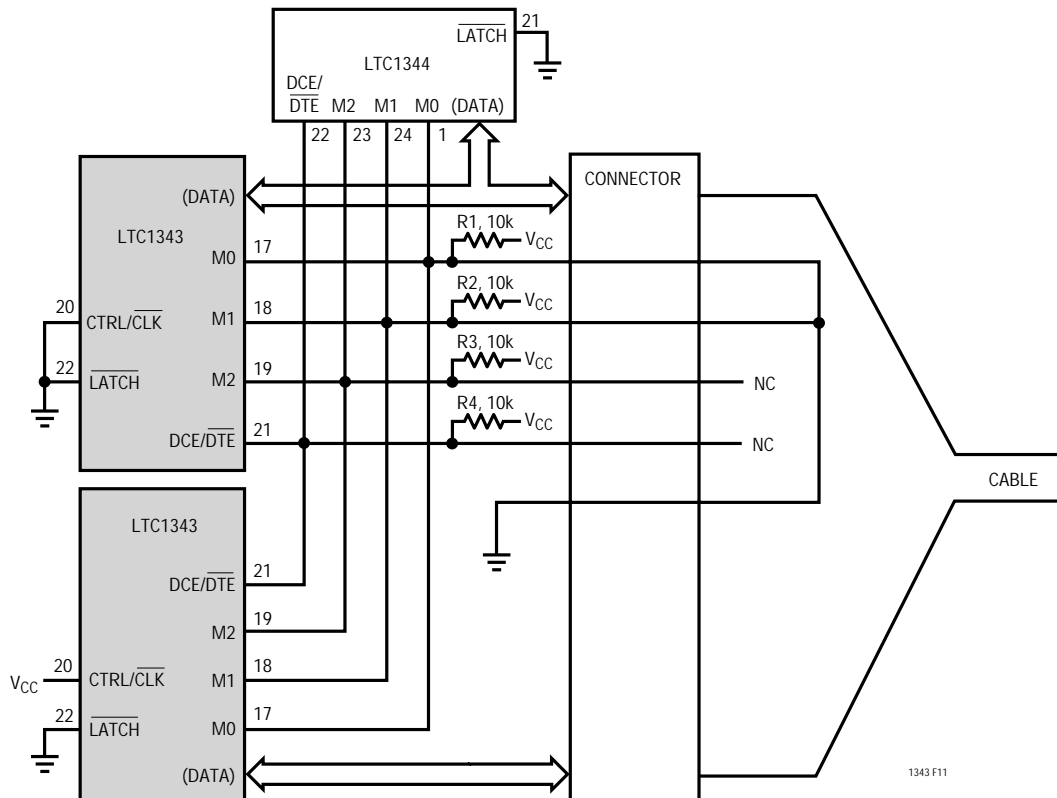 21
LATCH
LTC1344
DCE/
DTE M2 M1 M0 (DATA)
22 23 24 1
CONNECTOR
(DATA)
LTC1343
R1, 10k
VCC
17
M0
R2, 10k
VCC
20
CTRL/CLK
M1
18
R3, 10k
VCC
22
LATCH
M2
19
NC
R4, 10k
VCC
DCE/DTE
21
NC
CABLE
LTC1343
DCE/DTE
21
M2
19
VCC
20
CTRL/CLK
M1
18
22
LATCH
M0
17
(DATA)
1343 F11